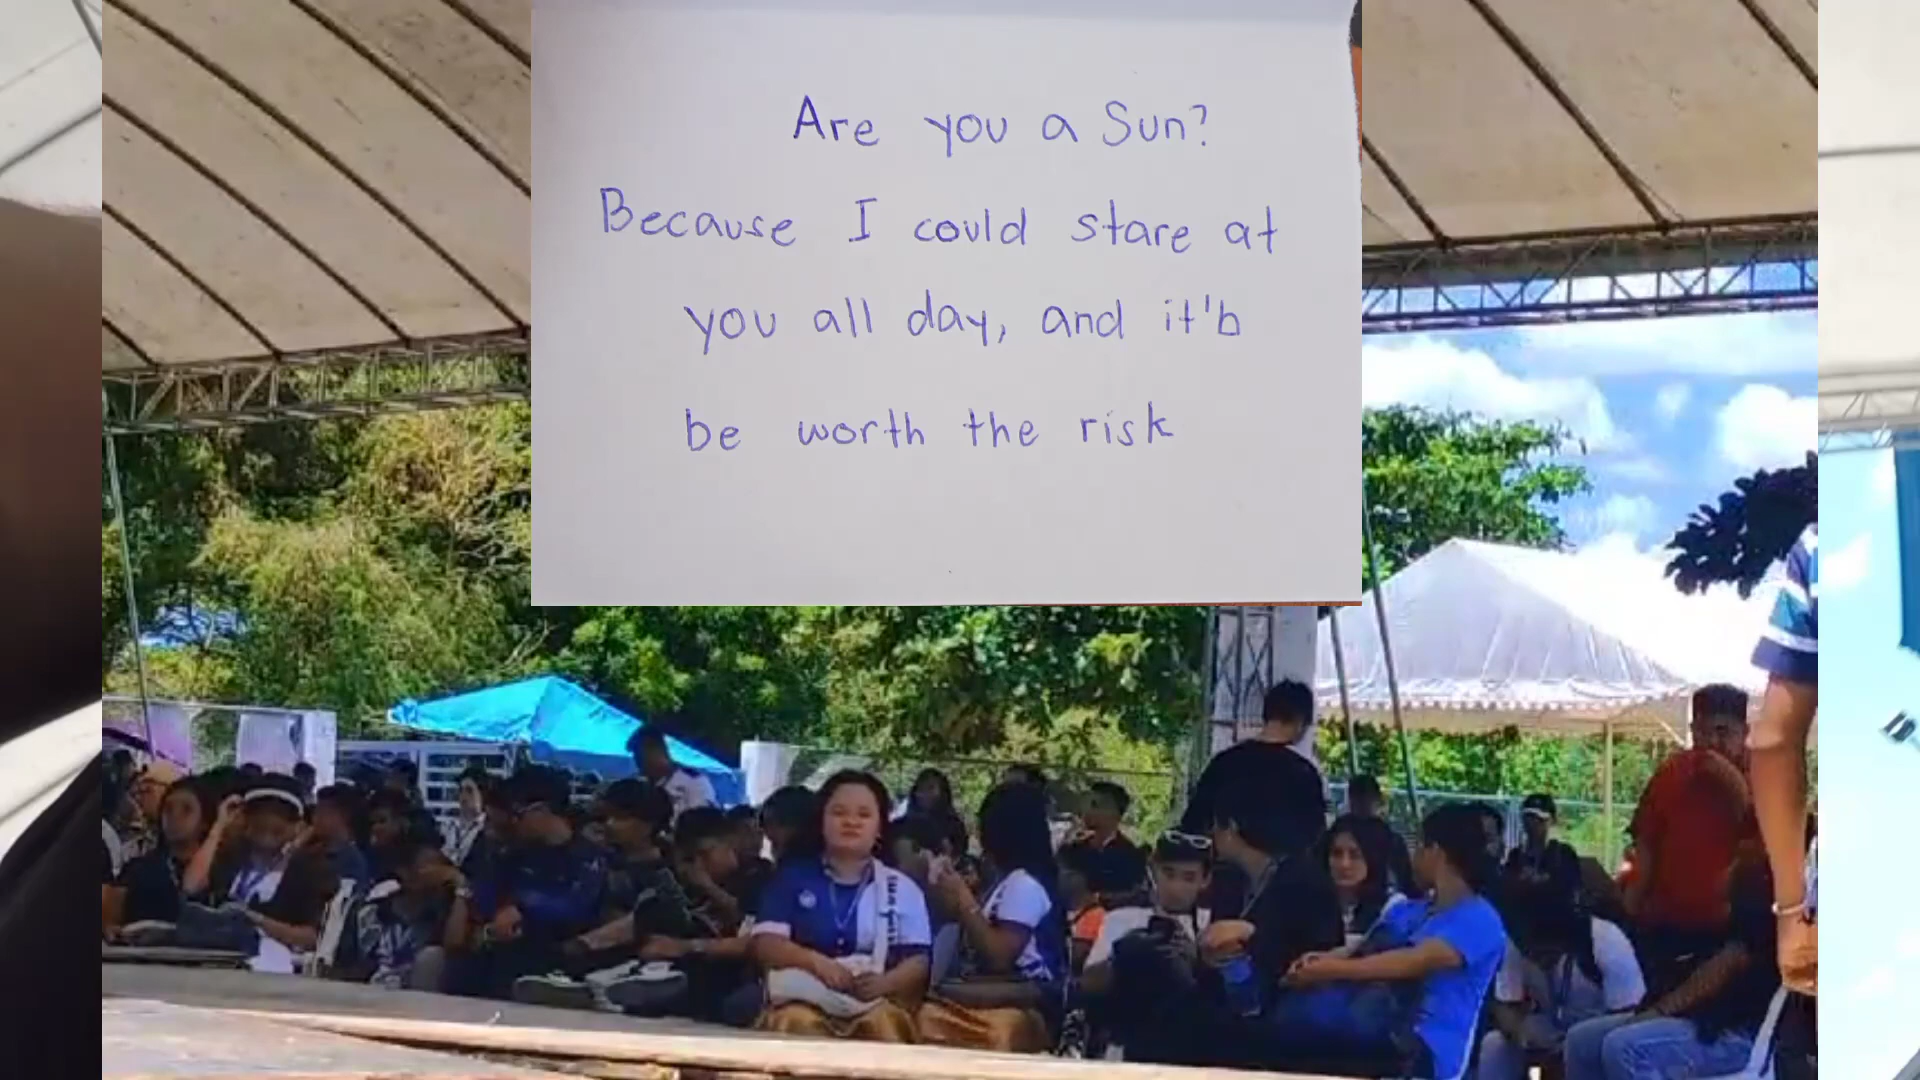 Are you a Sun?
Because I could stare at
you all day, and it'b
be worth the risk